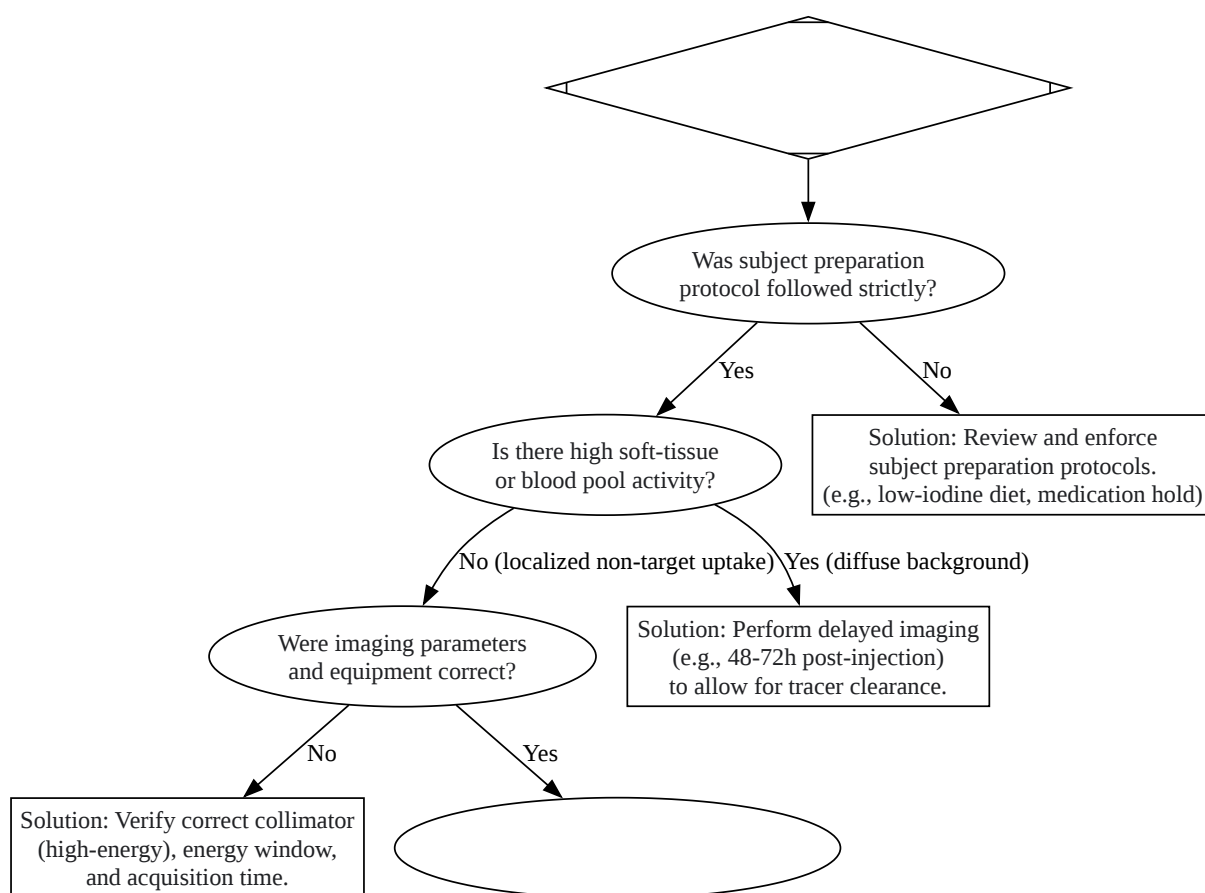 Was subject preparation
protocol followed strictly?
Yes
No
Is there high soft-tissue
or blood pool activity?
Solution: Review and enforce
subject preparation protocols.
(e.g., low-iodine diet, medication hold)
No (localized non-target uptake)
Yes (diffuse background)
Were imaging parameters
and equipment correct?
Solution: Perform delayed imaging
(e.g., 48-72h post-injection)
to allow for tracer clearance.
No
Yes
Solution: Verify correct collimator
(high-energy), energy window,
and acquisition time.